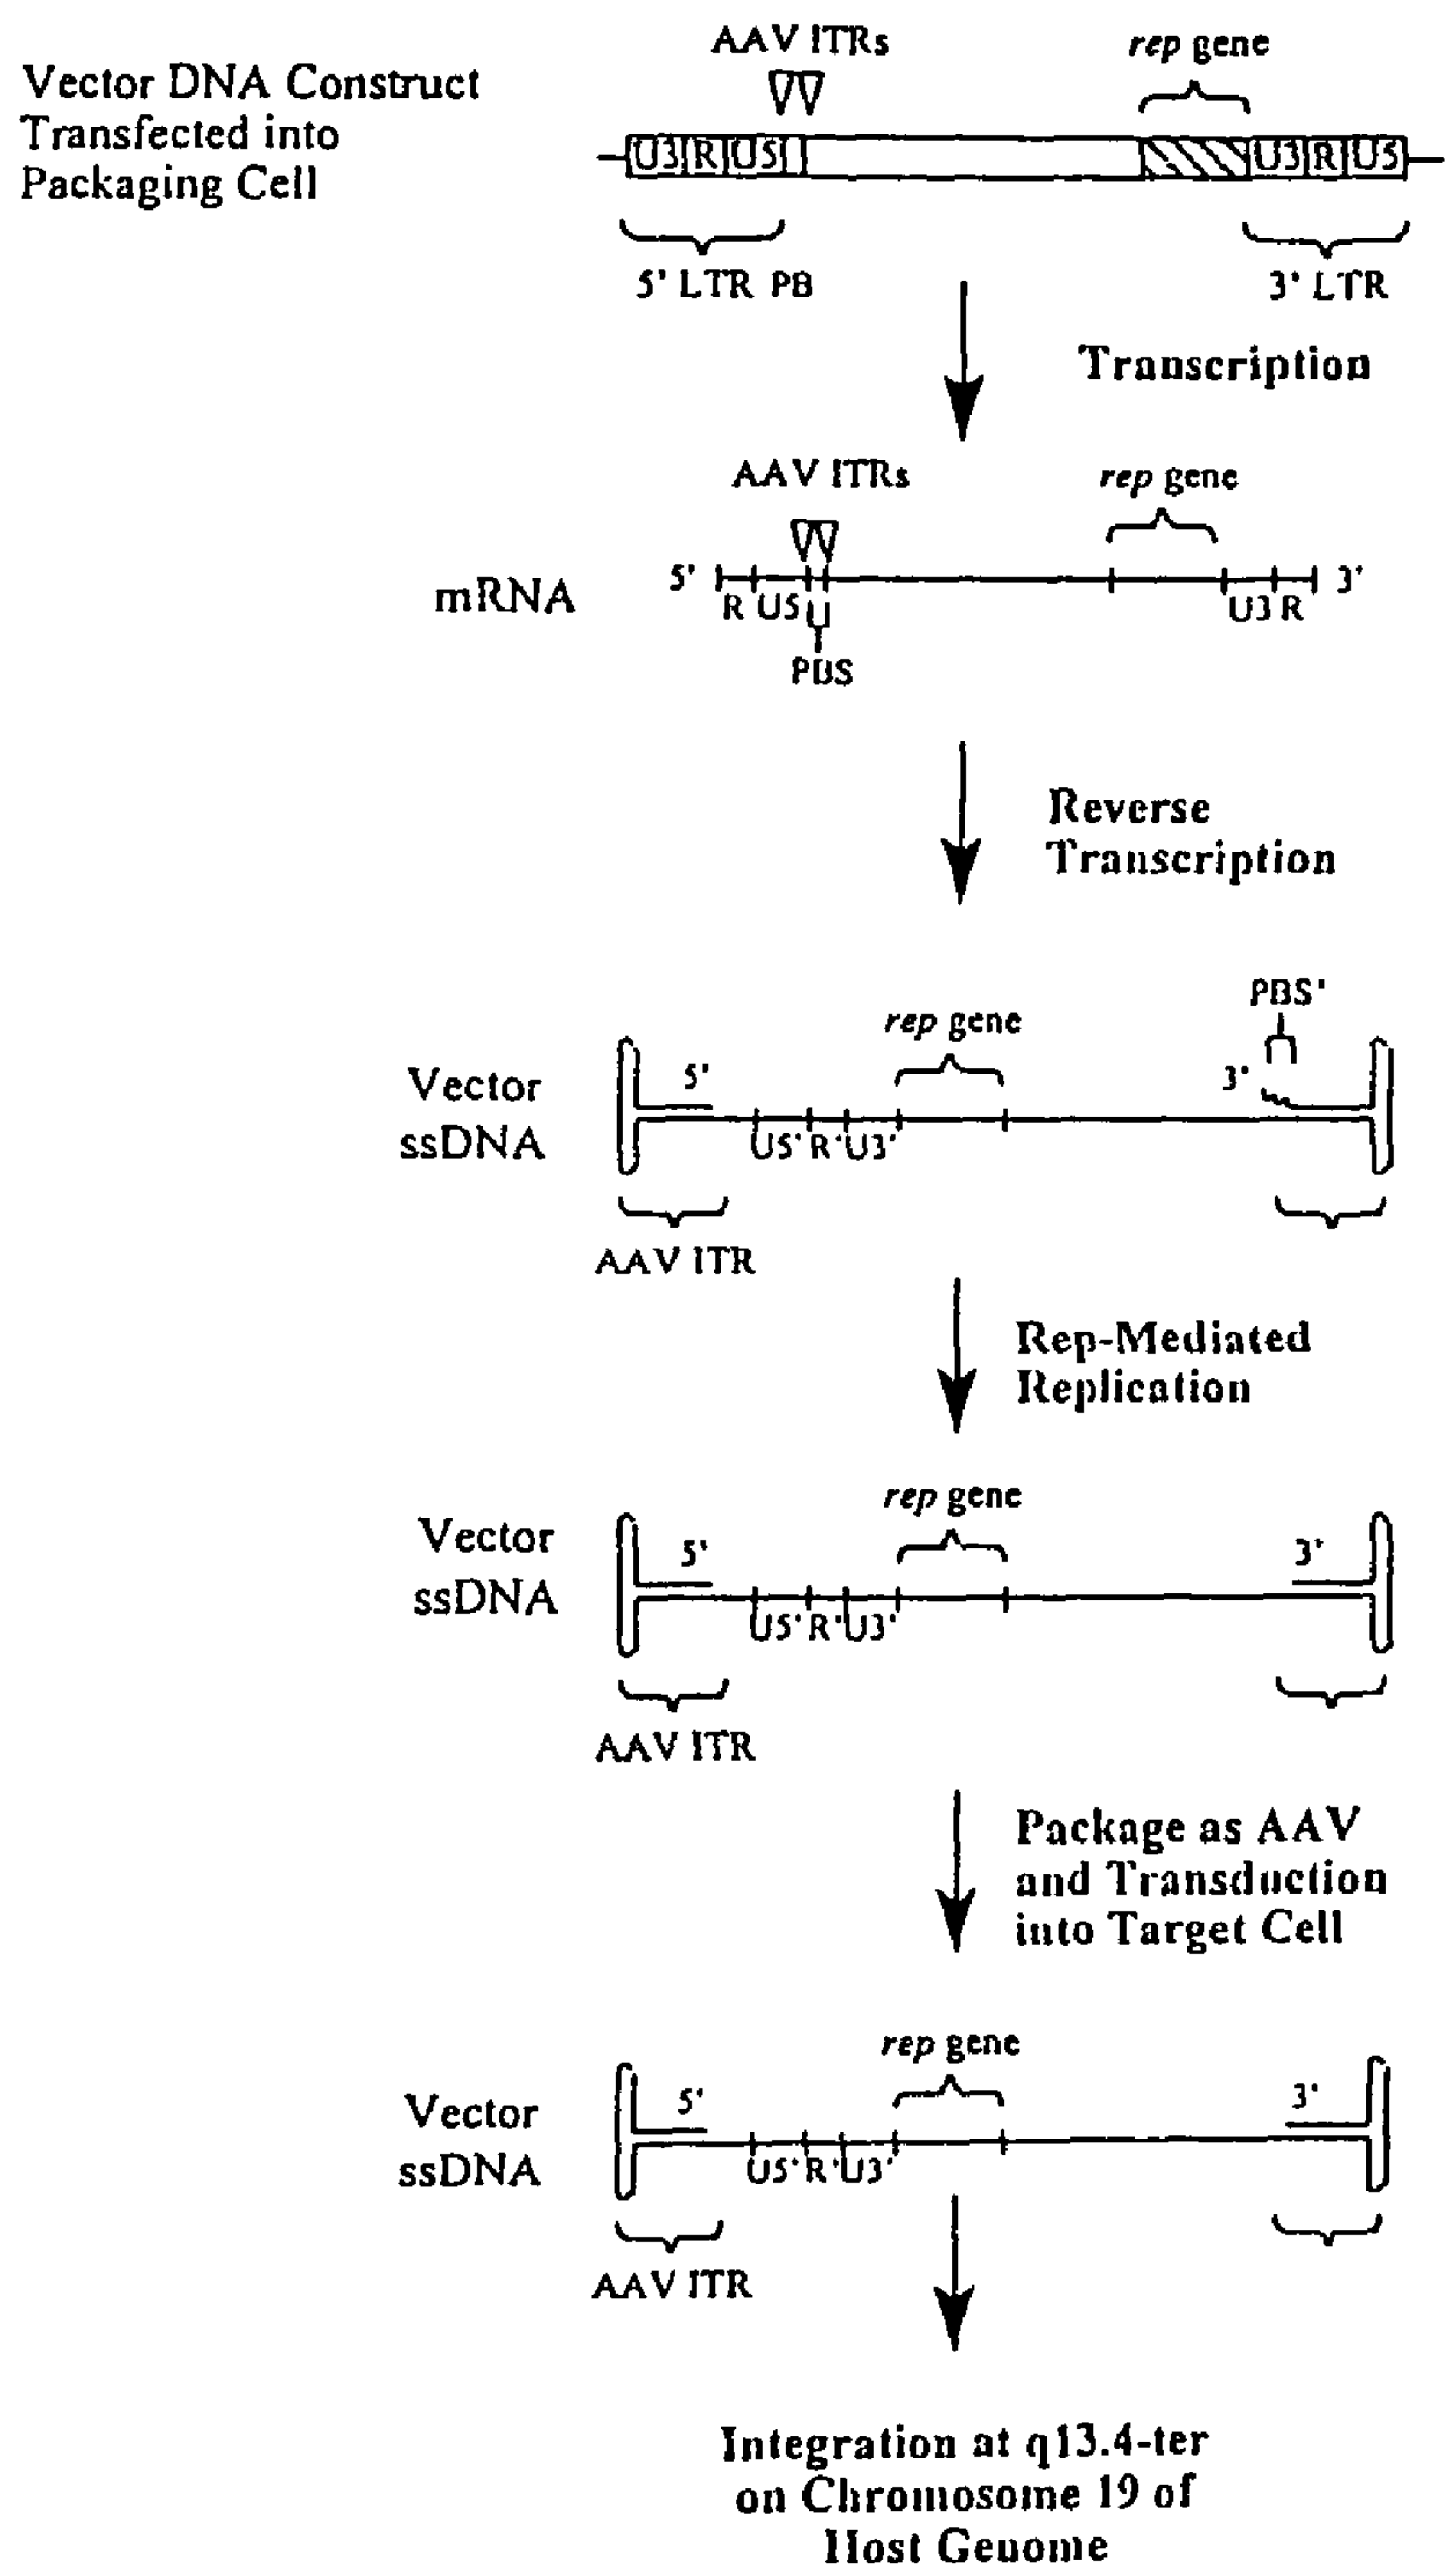 AAV ITRs
rep gene
Vector DNA Construct
Transfected into
Packaging Cell
U3 R U5
U3 R U5
5' LTR PB
3' LTR
Transcription
AAV ITRs
rep gene
mRNA
5'
3'
R U5
U3 R
PBS
Reverse
Transcription
PBS'
rep gene
Vector
ssDNA
5'
3'
U5' R' U3'
AAV ITR
Rep-Mediated
Replication
rep gene
Vector
ssDNA
5'
3'
U5' R' U3'
AAV ITR
Package as AAV
and Transduction
into Target Cell
rep gene
Vector
ssDNA
5'
3'
U5' R' U3'
AAV ITR
Integration at q13.4-ter
on Chromosome 19 of
Host Genome